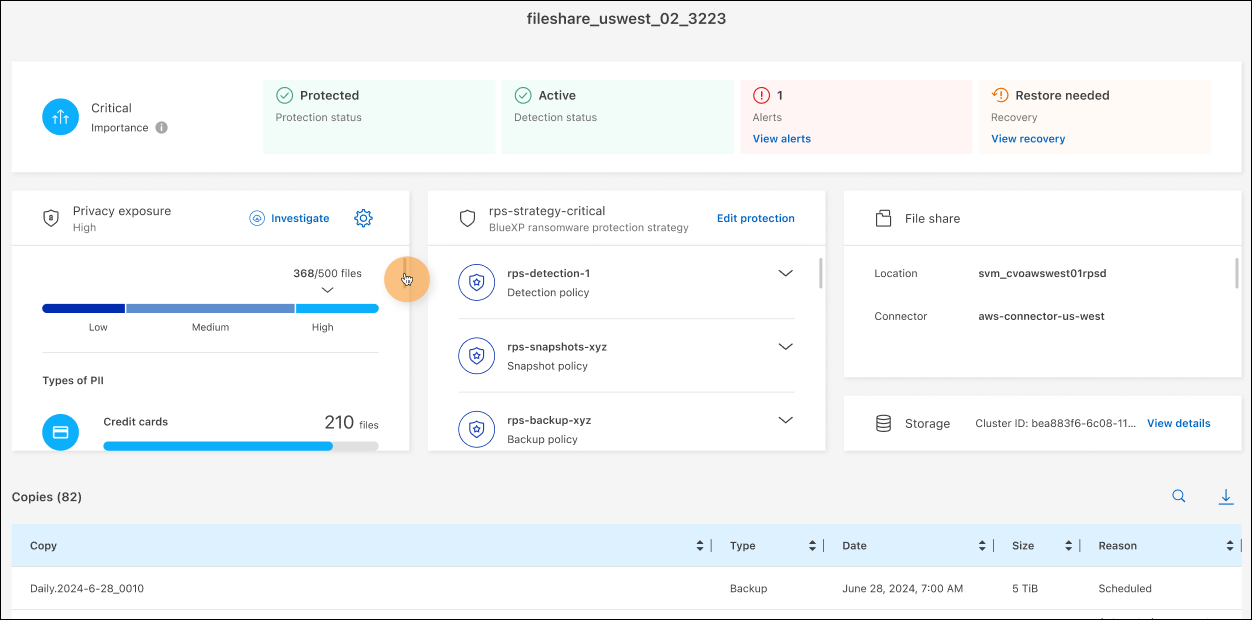 fileshare_uswest_02_3223
Critical
Importance
Protected
Protection status
Active
Detection status
1
Alerts
View alerts
Restore needed
Recovery
View recovery
Privacy exposure
High
Investigate
368/500 files
Low Medium High
Types of PII
Credit cards
210 files
rps-strategy-critical
BlueXP ransomware protection strategy
Edit protection
rps-detection-1
Detection policy
rps-snapshots-xyz
Snapshot policy
rps-backup-xyz
Backup policy
File share
Location svm_cvoawswest01rpsd
Connector aws-connector-us-west
Storage Cluster ID: bea883f6-6c08-11... View details
Copies (82)
Copy Type Date Size Reason
Daily.2024-6-28_0010 Backup June 28, 2024, 7:00 AM 5 TiB Scheduled